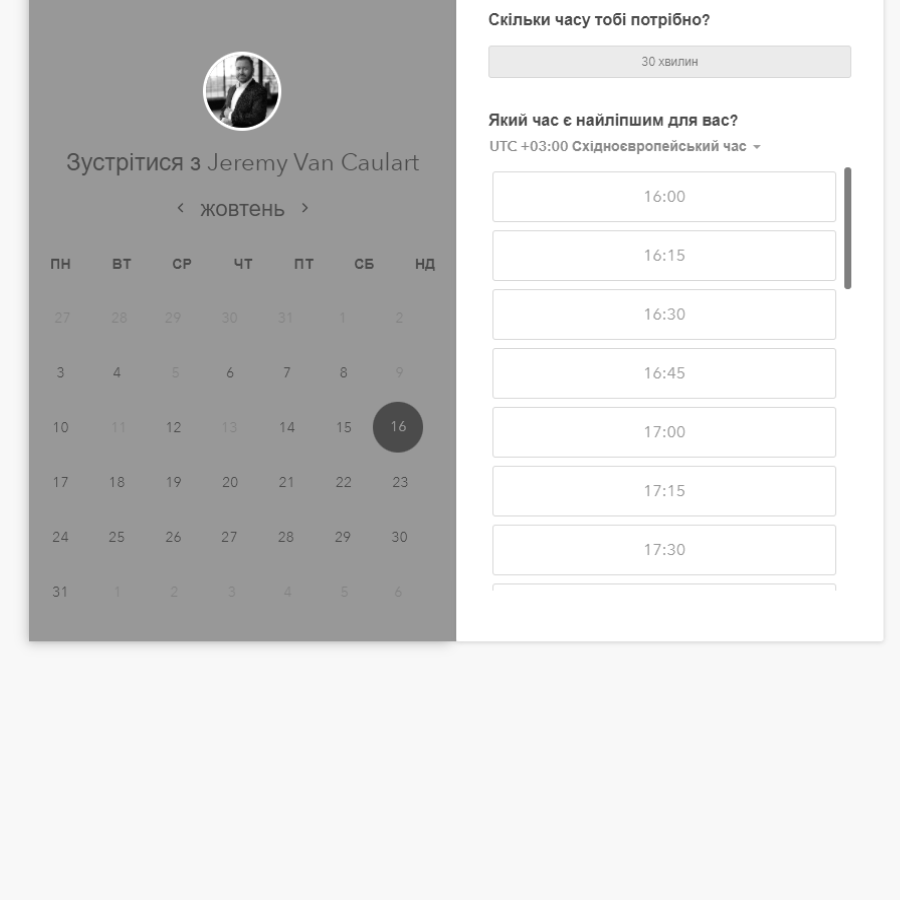 Зустрітися з Jeremy Van Caulart
жовтень
ПН ВТ СР ЧТ ПТ СБ НД
27 28 29 30 31 1 2
3 4 5 6 7 8 9
10 11 12 13 14 15 16
17 18 19 20 21 22 23
24 25 26 27 28 29 30
31 1 2 3 4 5 6
Скільки часу тобі потрібно?
30 хвилин
Який час є найліпшим для вас?
UTC +03:00 Східноєвропейський час
16:00
16:15
16:30
16:45
17:00
17:15
17:30